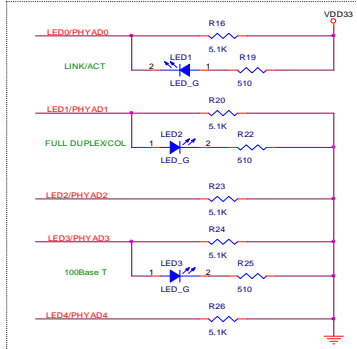 VDD33
R16
LED0/PHYAD0
5.1K
LED1
R19
2
1
LINK/ACT
LED_G
510
R20
LED1/PHYAD1
5.1K
LED2
R22
FULL DUPLEX/COL
1
2
LED_G
510
R23
LED2/PHYAD2
5.1K
R24
LED3/PHYAD3
5.1K
LED3
R25
100Base T
1
2
LED_G
510
R26
LED4/PHYAD4
5.1K